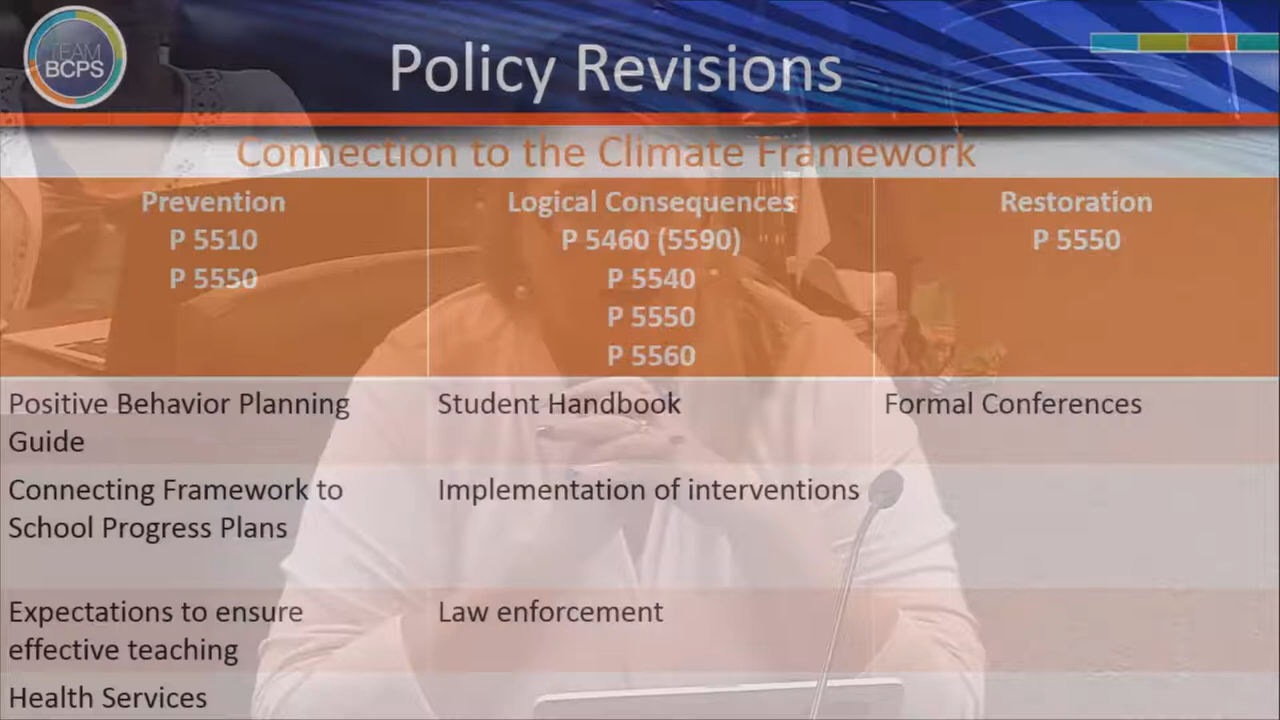 TEAM
BCPS
Policy Revisions
Connection to the Climate Framework
Prevention
P 5510
P 5550
Logical Consequences
P 5460 (5590)
P 5540
P 5550
P 5560
Restoration
P 5550
Positive Behavior Planning
Guide
Student Handbook
Formal Conferences
Connecting Framework to
School Progress Plans
Implementation of interventions
Expectations to ensure
effective teaching
Law enforcement
Health Services